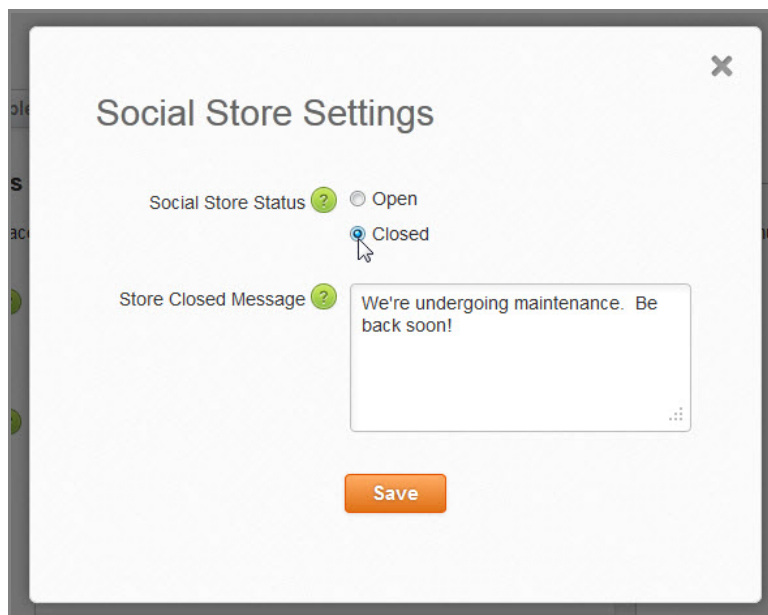 Social Store Settings
Social Store Status ? Open
Closed
Store Closed Message ? We're undergoing maintenance.  Be
back soon!
Save